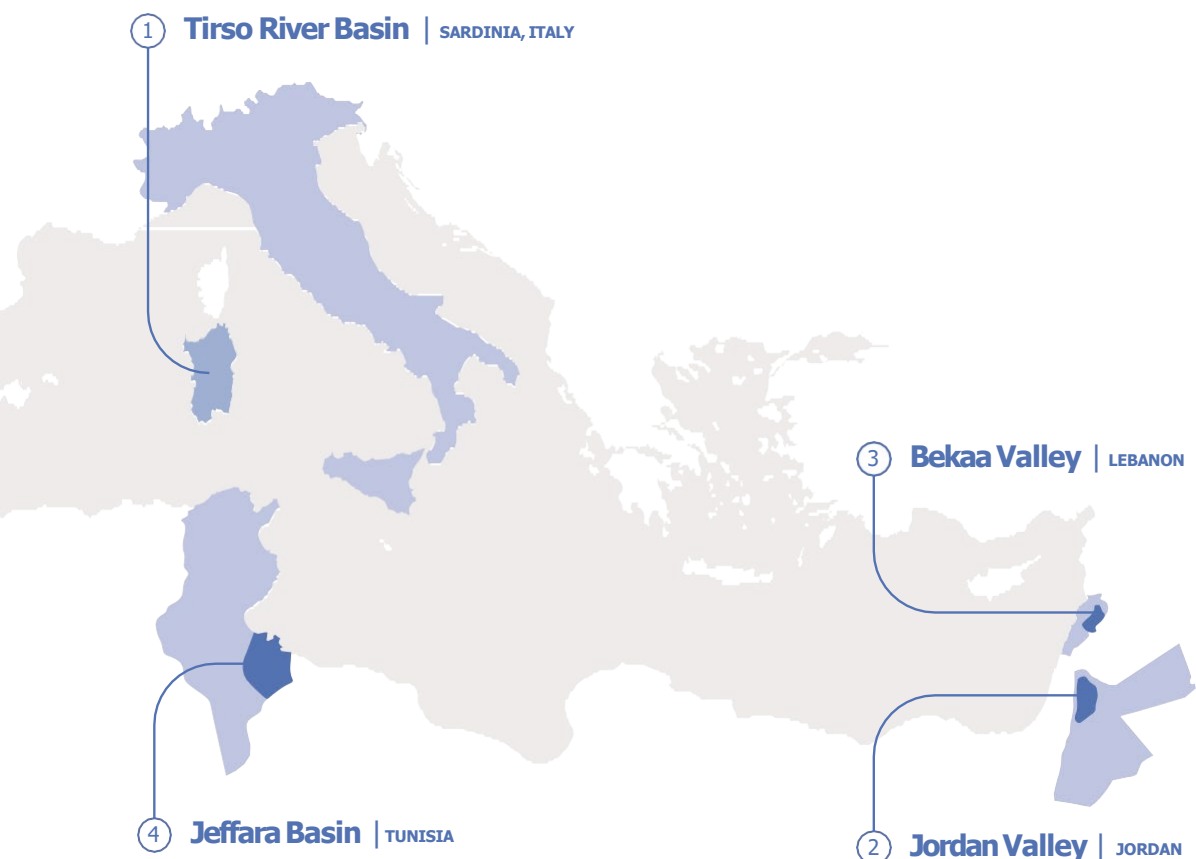 1 Tirso River Basin | SARDINIA, ITALY
3 Bekaa Valley | LEBANON
4 Jeffara Basin | TUNISIA
2 Jordan Valley | JORDAN